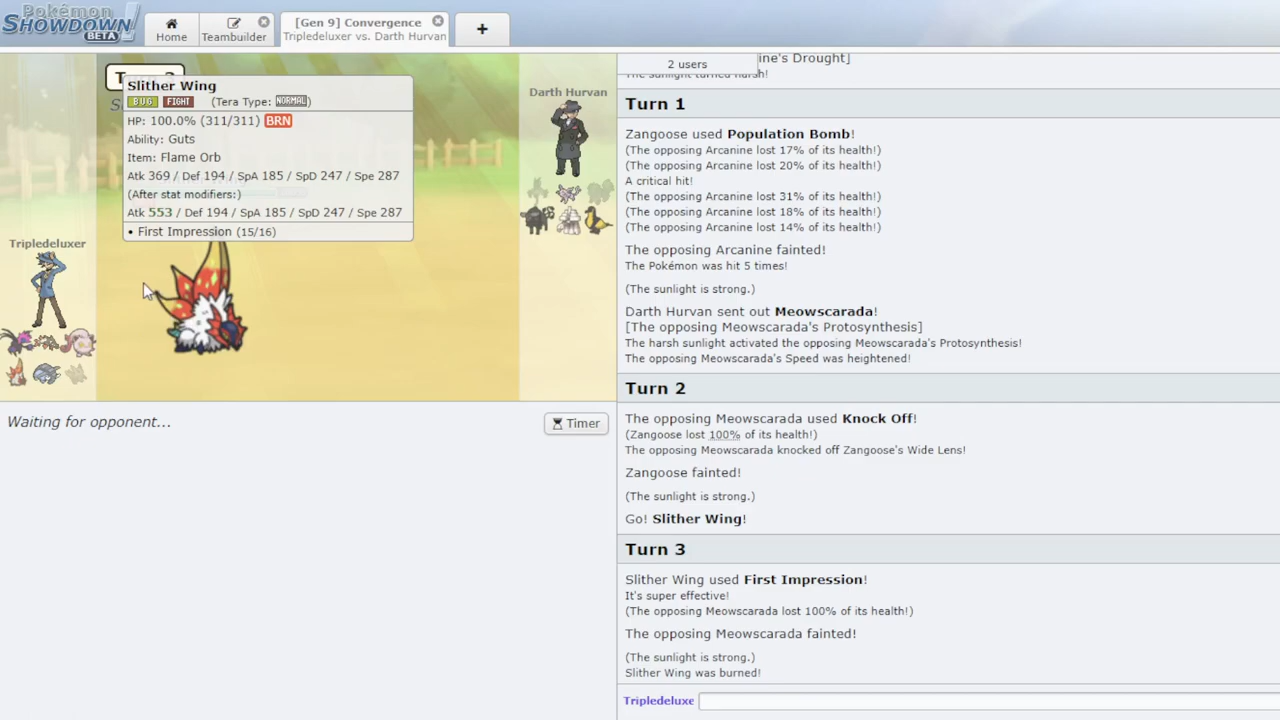 Pokémon
SHOWDOWN!
BETA
Home
Teambuilder
[Gen 9] Convergence
Tripledeluxer vs. Darth Hurvan
+
Slither Wing
BUG FIGHT (Tera Type: NORMAL)
HP: 100.0% (311/311) BRN
Ability: Guts
Item: Flame Orb
Atk 369 / Def 194 / SpA 185 / SpD 247 / Spe 287
(After stat modifiers:)
Atk 553 / Def 194 / SpA 185 / SpD 247 / Spe 287
• First Impression (15/16)
Tripledeluxer
Darth Hurvan
Waiting for opponent...
Timer
2 users
ine's Drought]
The sunlight turned harsh!
Turn 1
Zangoose used Population Bomb!
(The opposing Arcanine lost 17% of its health!)
(The opposing Arcanine lost 20% of its health!)
A critical hit!
(The opposing Arcanine lost 31% of its health!)
(The opposing Arcanine lost 18% of its health!)
(The opposing Arcanine lost 14% of its health!)
The opposing Arcanine fainted!
The Pokémon was hit 5 times!
(The sunlight is strong.)
Darth Hurvan sent out Meowscarada!
[The opposing Meowscarada's Protosynthesis]
The harsh sunlight activated the opposing Meowscarada's Protosynthesis!
The opposing Meowscarada's Speed was heightened!
Turn 2
The opposing Meowscarada used Knock Off!
(Zangoose lost 100% of its health!)
The opposing Meowscarada knocked off Zangoose's Wide Lens!
Zangoose fainted!
(The sunlight is strong.)
Go! Slither Wing!
Turn 3
Slither Wing used First Impression!
It's super effective!
(The opposing Meowscarada lost 100% of its health!)
The opposing Meowscarada fainted!
(The sunlight is strong.)
Slither Wing was burned!
Tripledeluxe